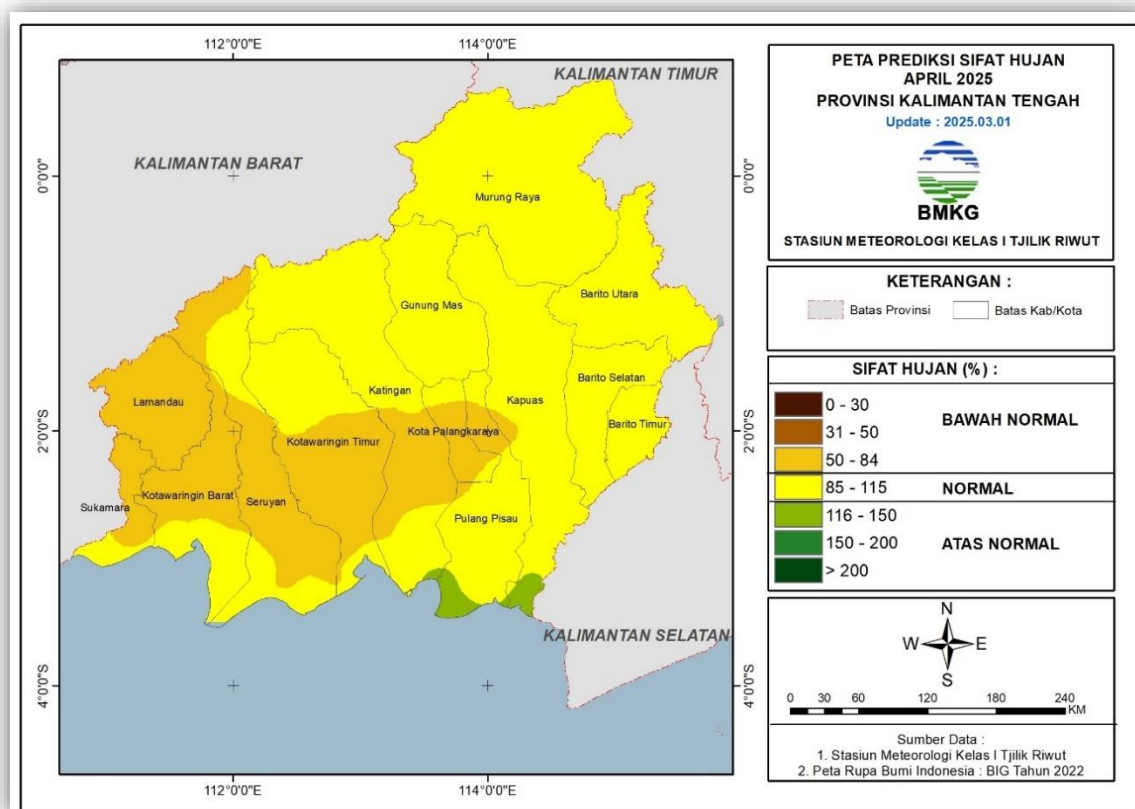 112°0'0"E
114°0'0"E
KALIMANTAN TIMUR
KALIMANTAN BARAT
0°0'0"
0°0'0"
Murung Raya
Barito Utara
Gunung Mas
Barito Selatan
Katingan
Kapuas
Lamandau
2°0'0"S
2°0'0"S
Kotawaringin Timur
Kota Palangkaraya
Barito Timur
Kotawaringin Barat
Seruyan
Sukamara
Pulang Pisau
KALIMANTAN SELATAN
4°0'0"S
4°0'0"S
112°0'0"E
114°0'0"E
PETA PREDIKSI SIFAT HUJAN
APRIL 2025
PROVINSI KALIMANTAN TENGAH
Update : 2025.03.01
BMKG
STASIUN METEOROLOGI KELAS I TJILIK RIWUT
KETERANGAN :
Batas Provinsi
Batas Kab/Kota
SIFAT HUJAN (%) :
0 - 30
31 - 50
BAWAH NORMAL
50 - 84
85 - 115
NORMAL
116 - 150
150 - 200
ATAS NORMAL
> 200
N
W
E
S
0 30 60 120 180 240
KM
Sumber Data :
1. Stasiun Meteorologi Kelas I Tjilik Riwut
2. Peta Rupa Bumi Indonesia : BIG Tahun 2022